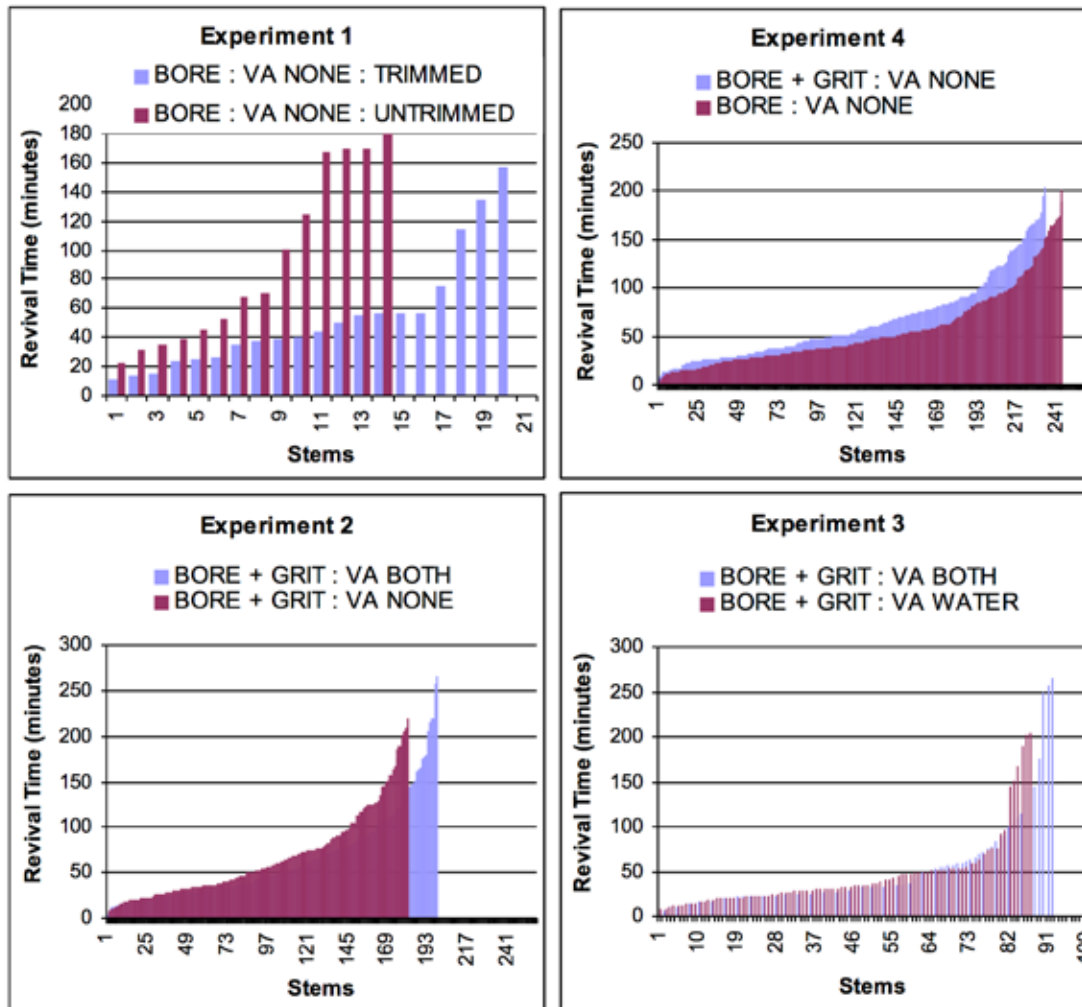 Experiment 1
BORE : VA NONE : TRIMMED
BORE : VA NONE : UNTRIMMED
200
180
160
140
120
100
80
60
40
20
0
Revival Time (minutes)
1 3 5 7 9 11 13 15 17 19 21
Stems
Experiment 4
BORE + GRIT : VA NONE
BORE : VA NONE
250
200
150
100
50
0
Revival Time (minutes)
1 25 49 73 97 121 145 169 193 217 241
Stems
Experiment 2
BORE + GRIT : VA BOTH
BORE + GRIT : VA NONE
300
250
200
150
100
50
0
Revival Time (minutes)
1 25 49 73 97 121 145 169 193 217 241
Stems
Experiment 3
BORE + GRIT : VA BOTH
BORE + GRIT : VA WATER
300
250
200
150
100
50
0
Revival Time (minutes)
1 10 19 28 37 46 55 64 73 82 91
Stems